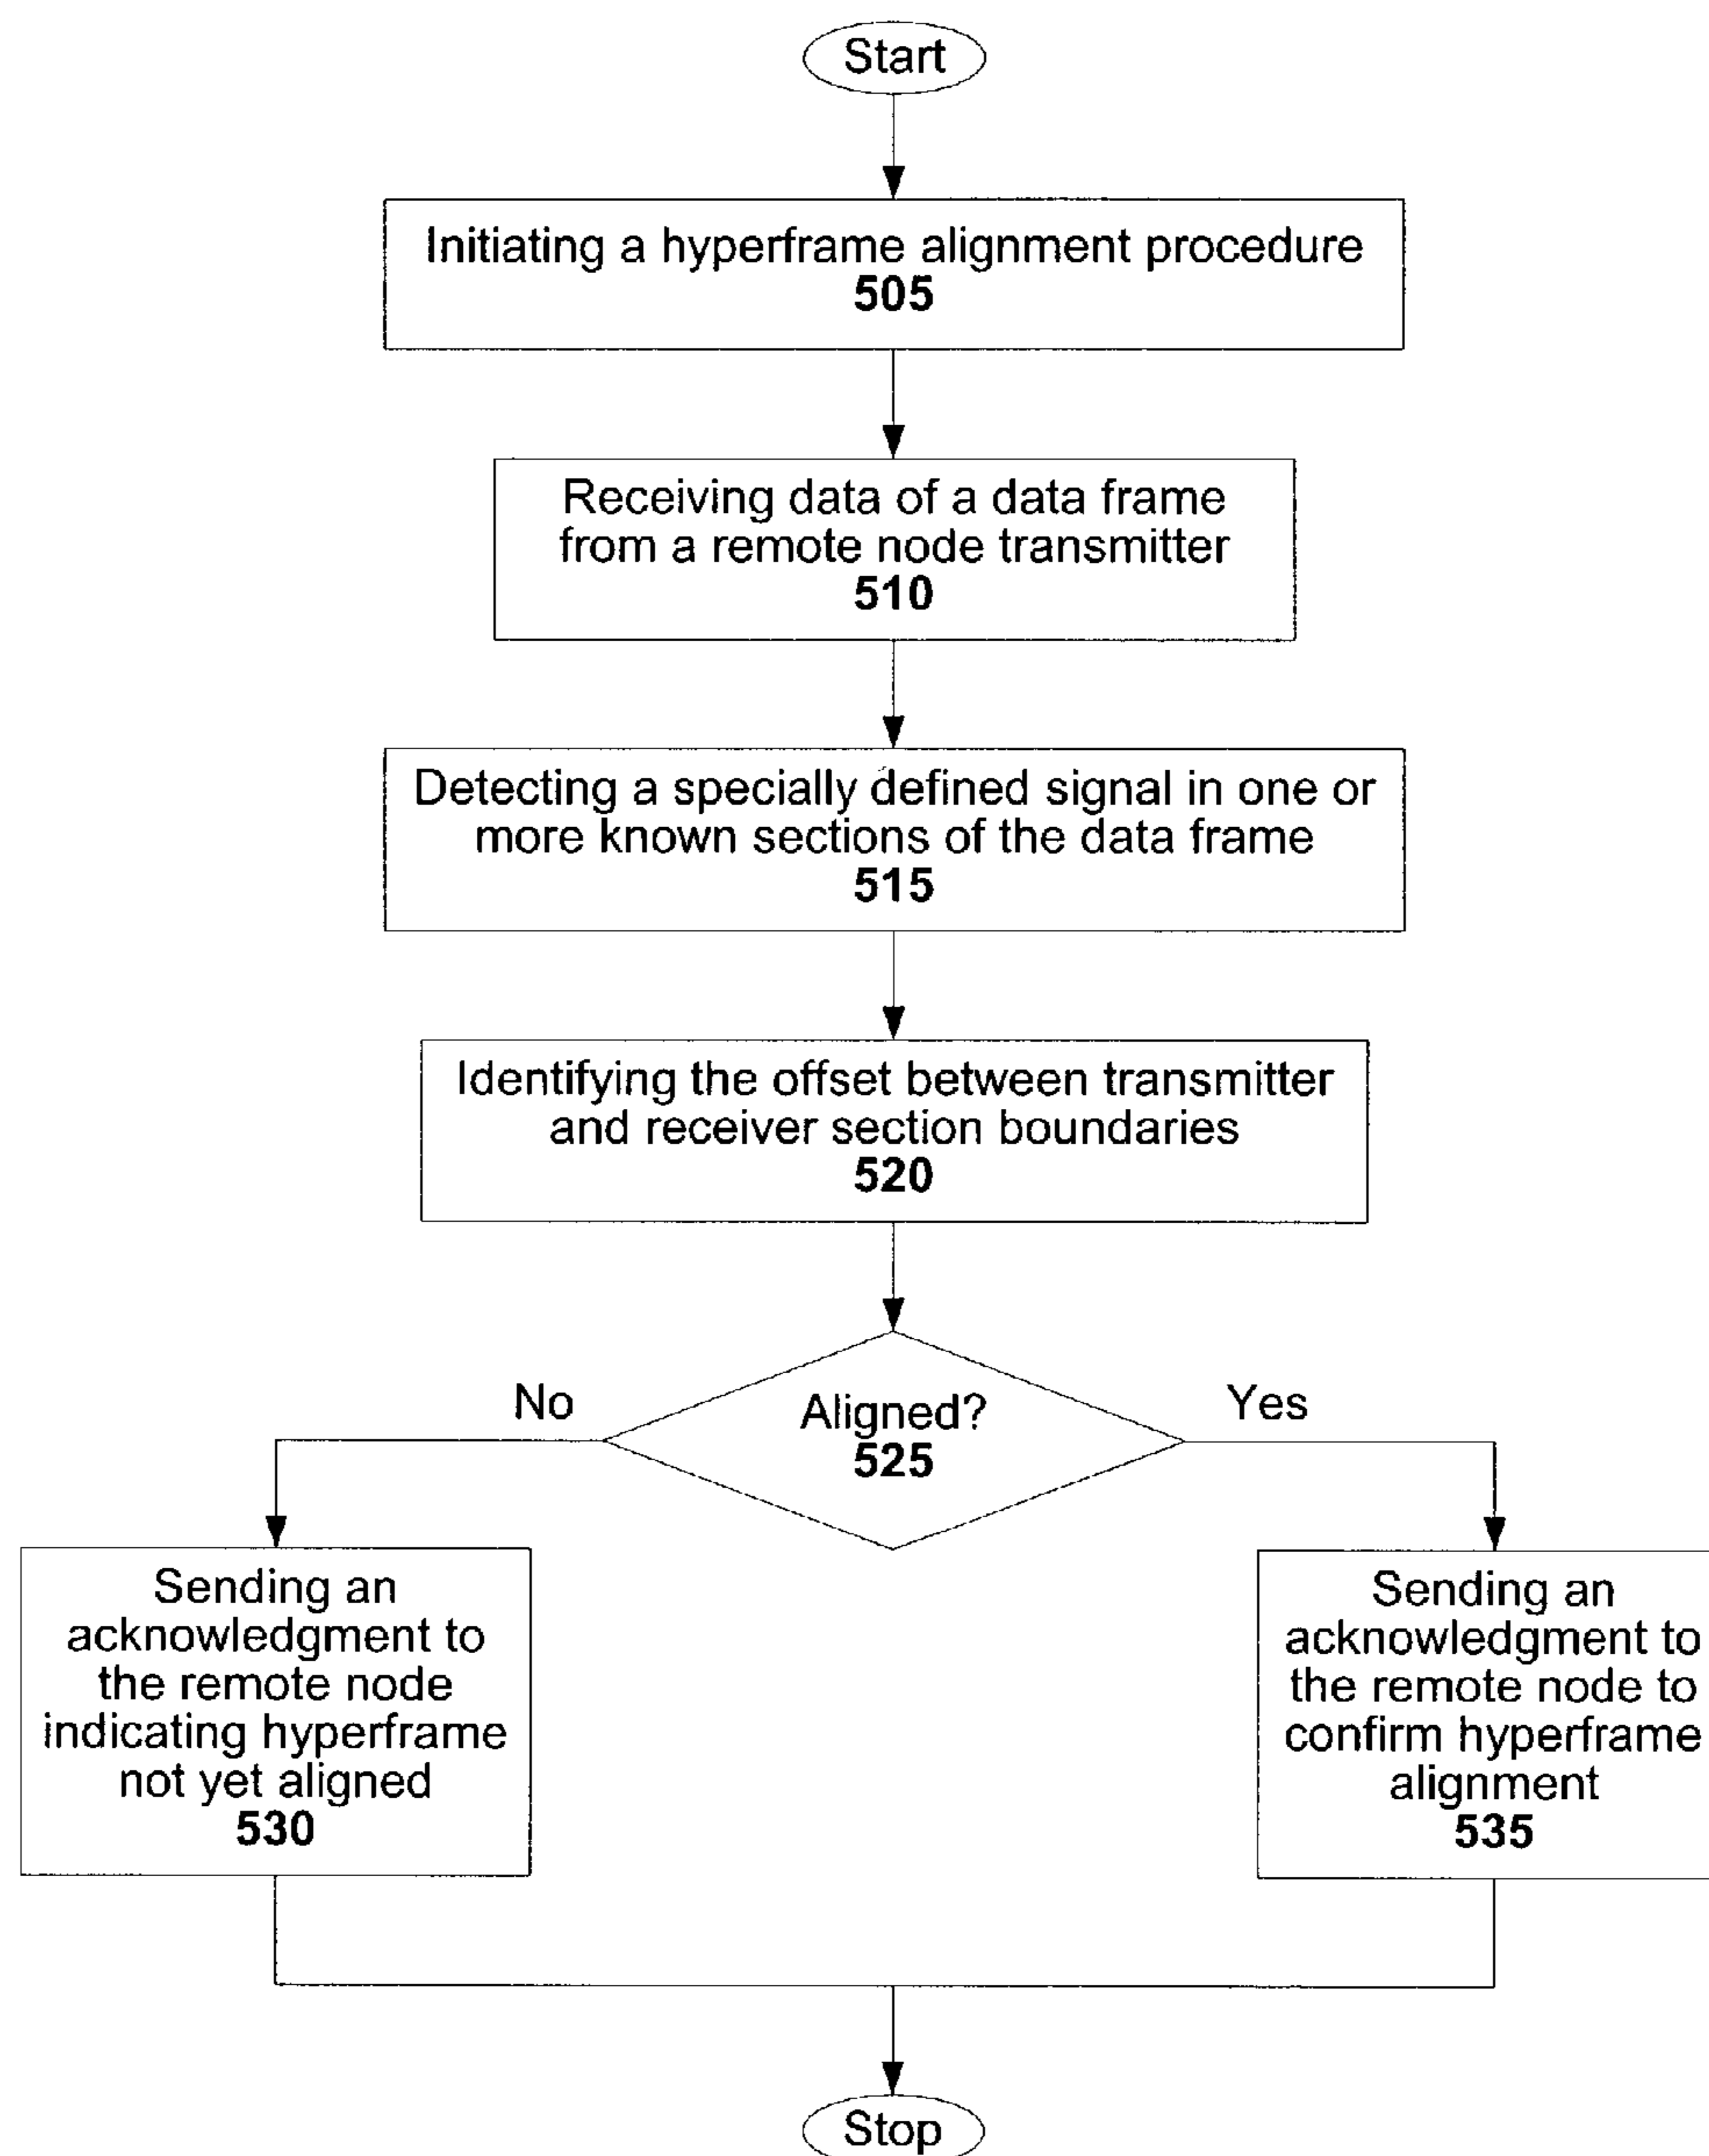 Start
Initiating a hyperframe alignment procedure
505
Receiving data of a data frame
from a remote node transmitter
510
Detecting a specially defined signal in one or
more known sections of the data frame
515
Identifying the offset between transmitter
and receiver section boundaries
520
No
Aligned?
525
Yes
Sending an
acknowledgment to
the remote node
indicating hyperframe
not yet aligned
530
Sending an
acknowledgment to
the remote node to
confirm hyperframe
alignment
535
Stop